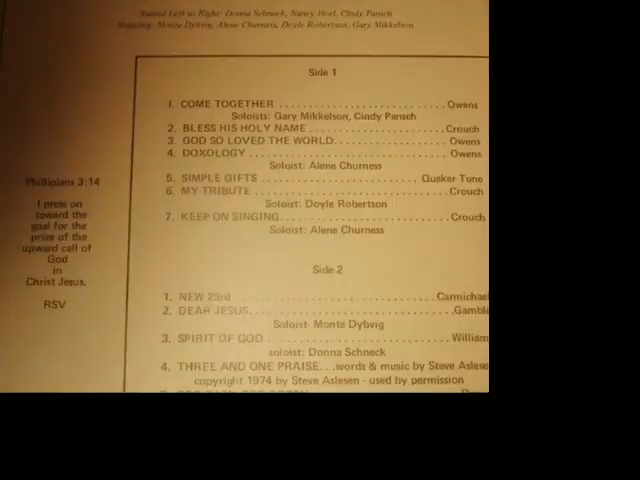 Seated Left to Right: Donna Schneck, Nancy Hoel, Cindy Pansch
Standing: Monte Dybvig, Alene Churness, Doyle Robertson, Gary Mikkelson
Side 1
1. COME TOGETHER ........................ Owens
Soloists: Gary Mikkelson, Cindy Pansch
2. BLESS HIS HOLY NAME .................... Crouch
3. GOD SO LOVED THE WORLD................. Owens
4. DOXOLOGY ............................. Owens
Soloist: Alene Churness
5. SIMPLE GIFTS ....................... Quakar Tune
6. MY TRIBUTE ............................ Crouch
Soloist: Doyle Robertson
7. KEEP ON SINGING......................... Crouch
Soloist: Alene Churness
Phillipians 3:14
I press on
toward the
goal for the
prize of the
upward call of
God
in
Christ Jesus.
RSV
Side 2
1. NEW 23rd ............................. Carmichael
2. DEAR JESUS............................. Gambl
Soloist- Monte Dybvig
3. SPIRIT OF GOD .......................... William
soloist: Donna Schneck
4. THREE AND ONE PRAISE...words & music by Steve Aslese
copyright 1974 by Steve Aslesen - used by permission